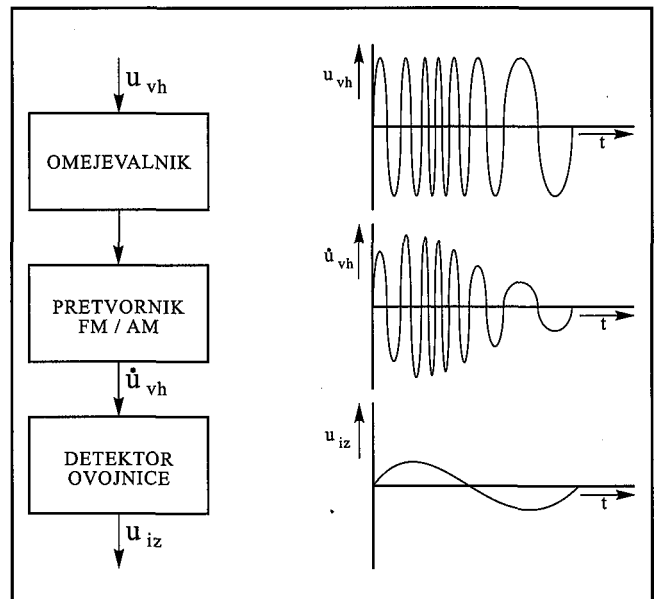 u vh
OMEJEVALNIK
PRETVORNIK
FM / AM
u̇ vh
DETEKTOR
OVOJNICE
u iz
u vh
t
u̇ vh
t
u iz
t